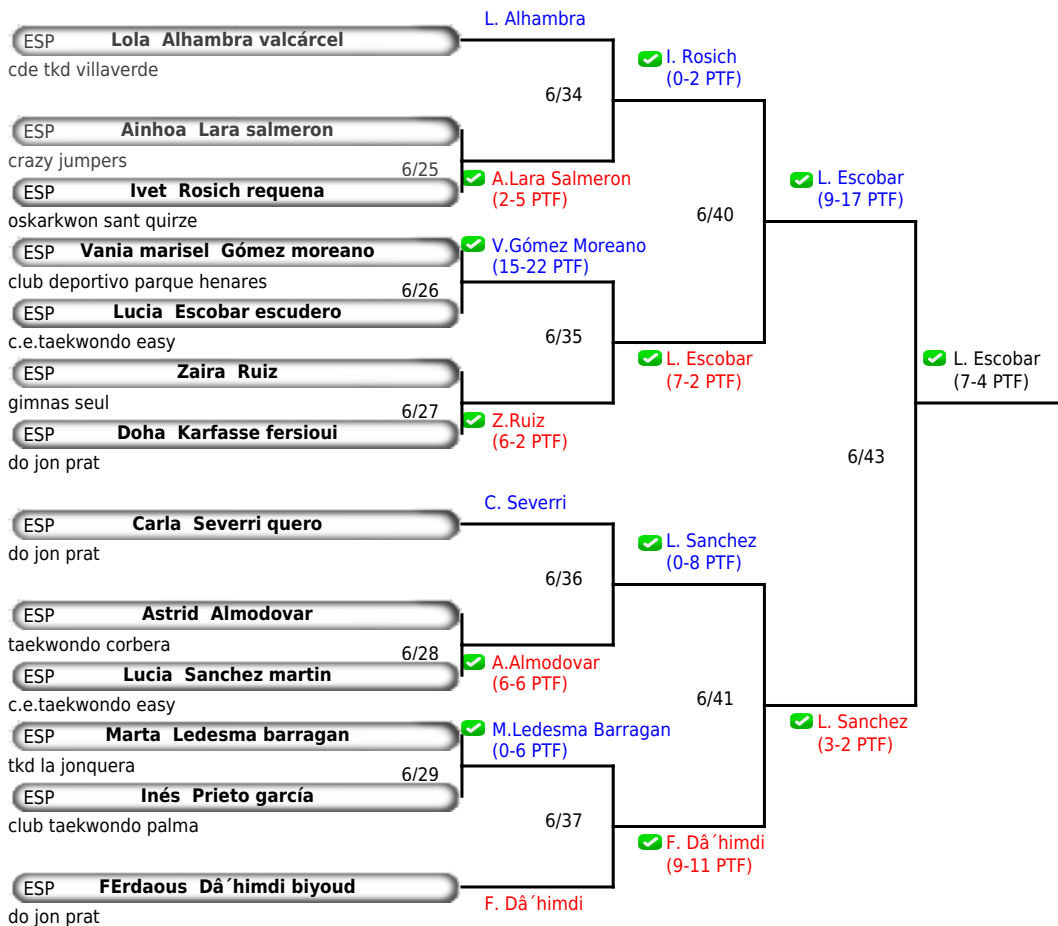 L. Alhambra
ESP Lola Alhambra valcárcel
cde tkd villaverde
I. Rosich
(0-2 PTF)
6/34
ESP Ainhoa Lara salmeron
crazy jumpers
6/25
A.Lara Salmeron
(2-5 PTF)
ESP Ivet Rosich requena
oskarkwon sant quirze
L. Escobar
(9-17 PTF)
6/40
ESP Vania marisel Gómez moreano
club deportivo parque henares
V.Gómez Moreano
(15-22 PTF)
6/26
ESP Lucia Escobar escudero
c.e.taekwondo easy
6/35
L. Escobar
(7-2 PTF)
L. Escobar
(7-4 PTF)
ESP Zaira Ruiz
gimnas seul
6/27
Z.Ruiz
(6-2 PTF)
ESP Doha Karfasse fersioui
do jon prat
6/43
C. Severri
ESP Carla Severri quero
do jon prat
L. Sanchez
(0-8 PTF)
6/36
ESP Astrid Almodovar
taekwondo corbera
6/28
A.Almodovar
(6-6 PTF)
ESP Lucia Sanchez martin
c.e.taekwondo easy
6/41
L. Sanchez
(3-2 PTF)
ESP Marta Ledesma barragan
tkd la jonquera
M.Ledesma Barragan
(0-6 PTF)
6/29
ESP Inés Prieto garcía
club taekwondo palma
6/37
F. Dâ´himdi
(9-11 PTF)
ESP FErdaous Dâ´himdi biyoud
do jon prat
F. Dâ´himdi